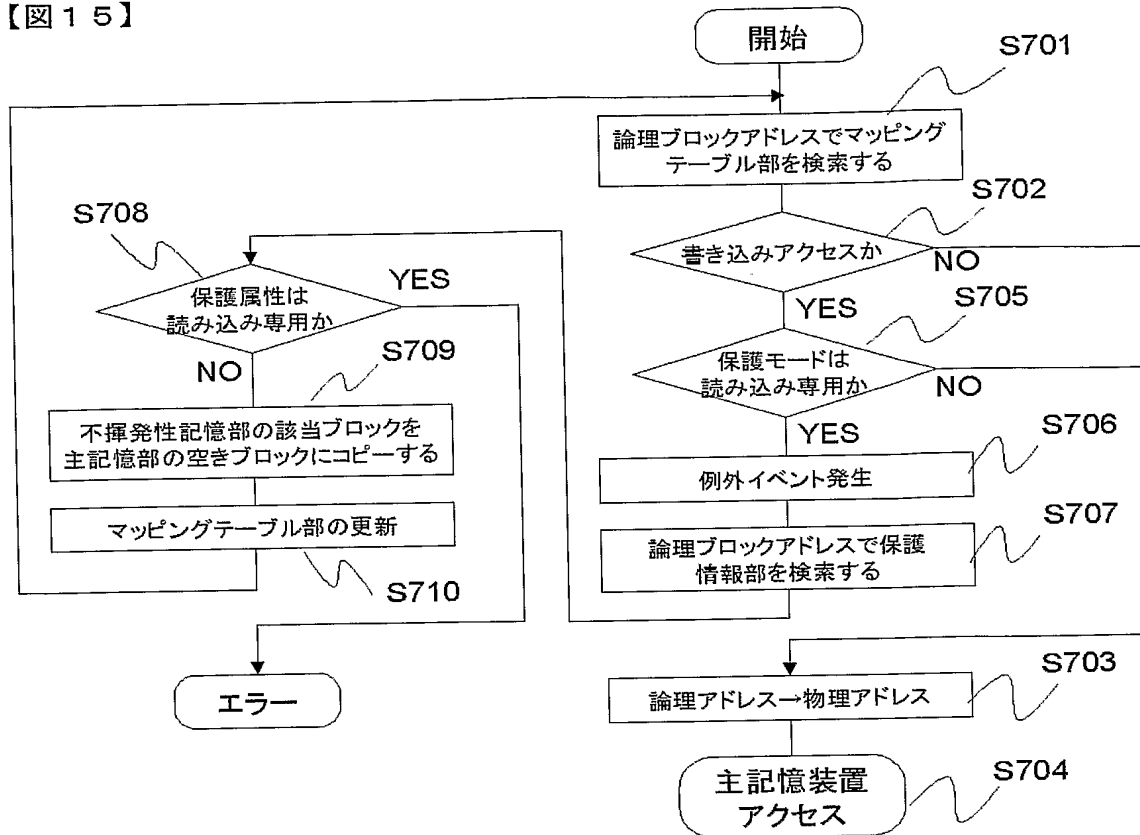 【図１５】
開始
S701
論理ブロックアドレスでマッピング
テーブル部を検索する
S702
書き込みアクセスか
NO
YES
S705
保護モードは
読み込み専用か
NO
YES
S706
例外イベント発生
S707
論理ブロックアドレスで保護
情報部を検索する
S708
保護属性は
読み込み専用か
YES
NO
S709
不揮発性記憶部の該当ブロックを
主記憶部の空きブロックにコピーする
マッピングテーブル部の更新
S710
エラー
S703
論理アドレス→物理アドレス
S704
主記憶装置
アクセス